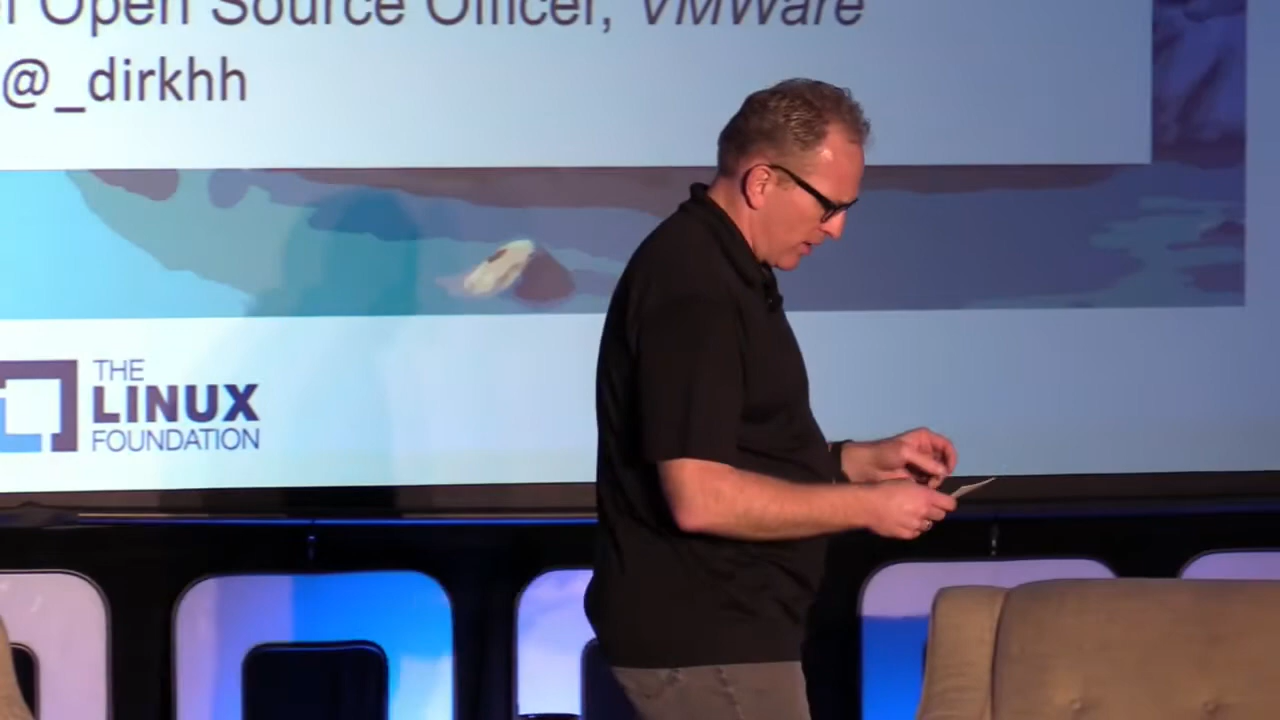 Open Source Officer, VMWare
@_dirkhh
THE
LINUX
FOUNDATION